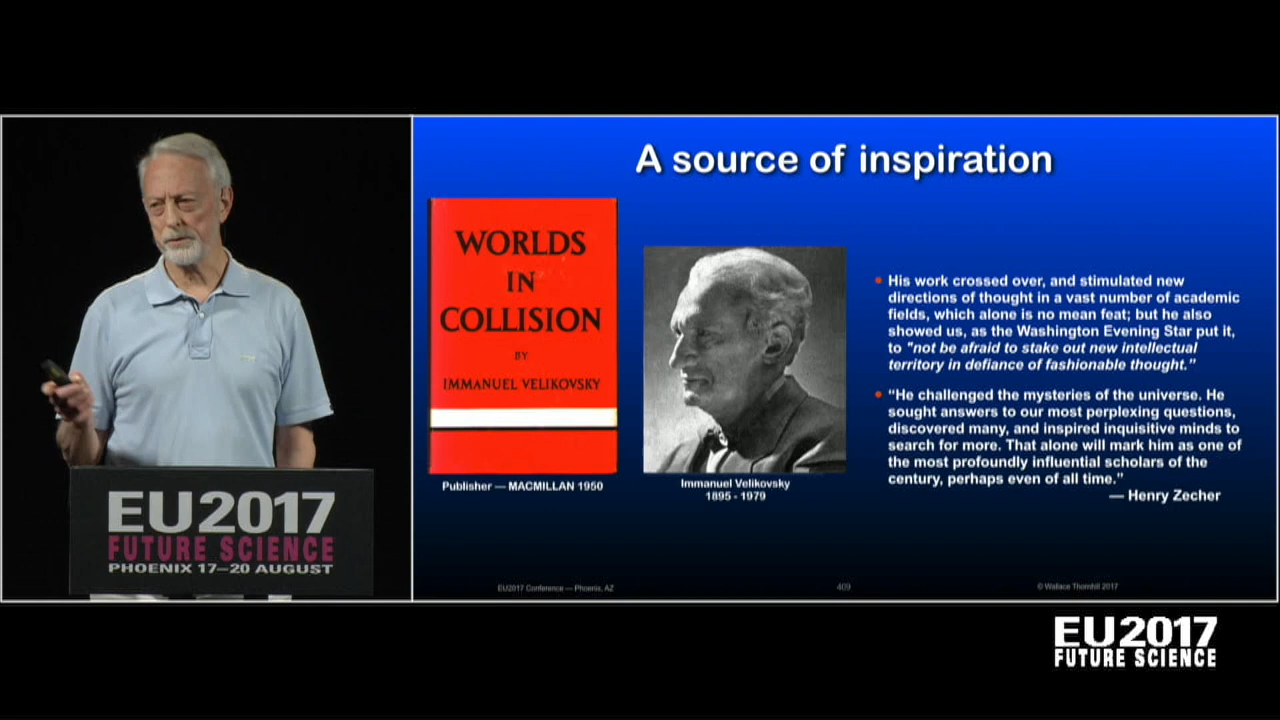 A source of inspiration
WORLDS
IN
COLLISION
BY
IMMANUEL VELIKOVSKY
Publisher — MACMILLAN 1950
Immanuel Velikovsky
1895 - 1979
• His work crossed over, and stimulated new
directions of thought in a vast number of academic
fields, which alone is no mean feat; but he also
showed us, as the Washington Evening Star put it,
to "not be afraid to stake out new intellectual
territory in defiance of fashionable thought."
• "He challenged the mysteries of the universe. He
sought answers to our most perplexing questions,
discovered many, and inspired inquisitive minds to
search for more. That alone will mark him as one of
the most profoundly influential scholars of the
century, perhaps even of all time."
— Henry Zecher
EU2017 Conference — Phoenix, AZ
409
© Wallace Thornhill 2017
EU2017
FUTURE SCIENCE
PHOENIX 17–20 AUGUST
EU2017
FUTURE SCIENCE